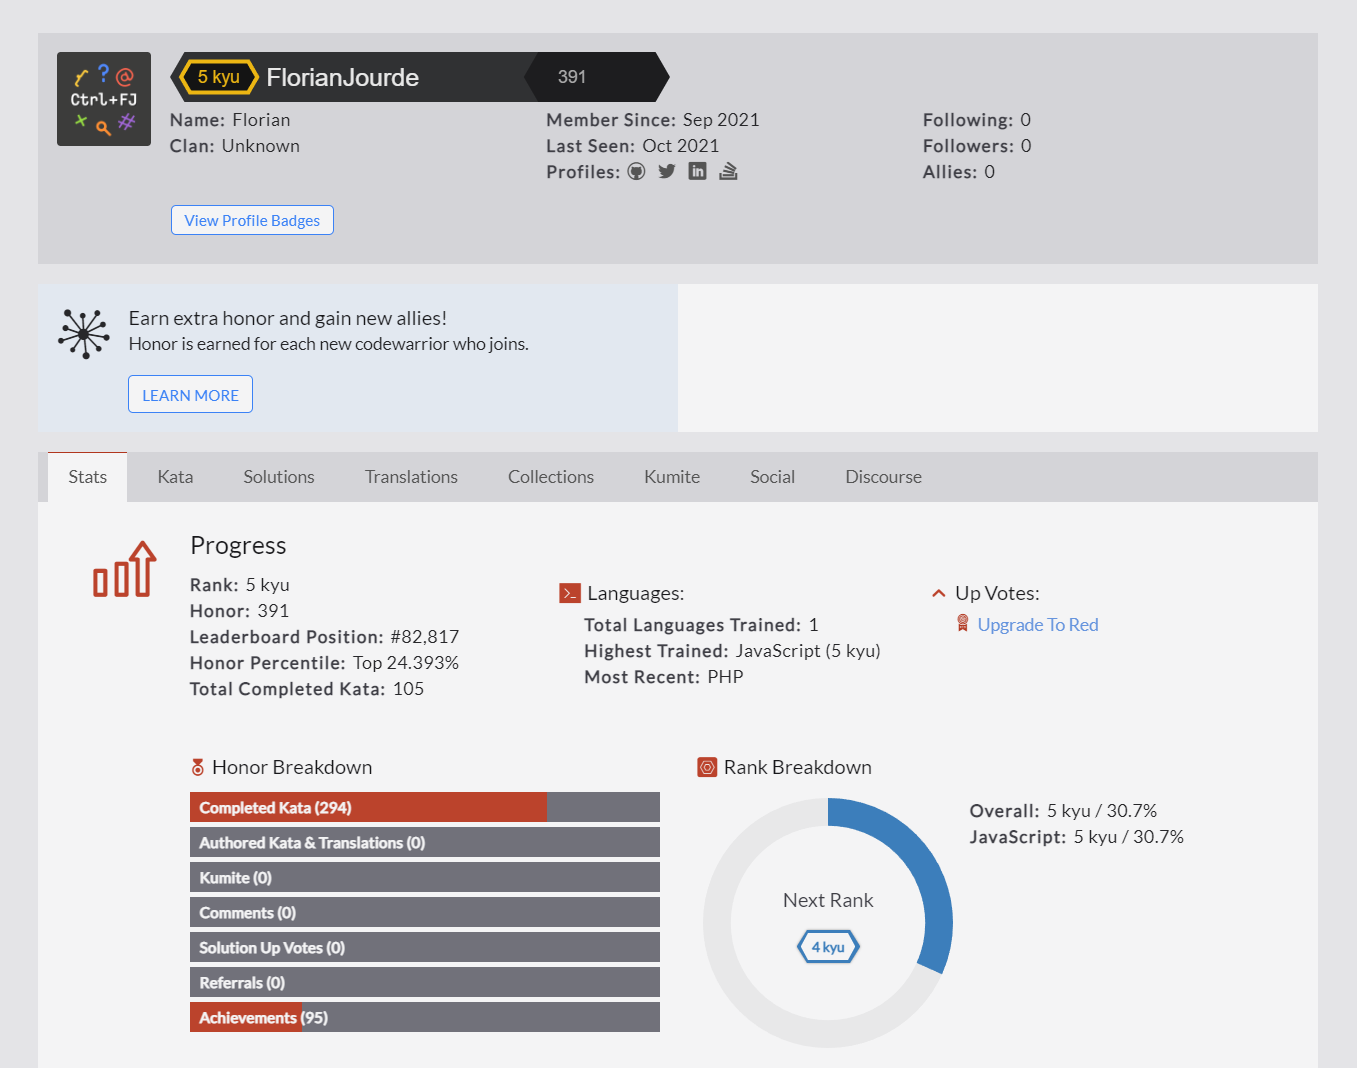 Ctrl+FJ
5 kyu FlorianJourde 391
Name: Florian
Clan: Unknown
Member Since: Sep 2021
Last Seen: Oct 2021
Profiles:
Following: 0
Followers: 0
Allies: 0
View Profile Badges
Earn extra honor and gain new allies!
Honor is earned for each new codewarrior who joins.
LEARN MORE
Stats Kata Solutions Translations Collections Kumite Social Discourse
Progress
Rank: 5 kyu
Honor: 391
Leaderboard Position: #82,817
Honor Percentile: Top 24.393%
Total Completed Kata: 105
Languages:
Total Languages Trained: 1
Highest Trained: JavaScript (5 kyu)
Most Recent: PHP
Up Votes:
Upgrade To Red
Honor Breakdown
Completed Kata (294)
Authored Kata & Translations (0)
Kumite (0)
Comments (0)
Solution Up Votes (0)
Referrals (0)
Achievements (95)
Rank Breakdown
Next Rank
4 kyu
Overall: 5 kyu / 30.7%
JavaScript: 5 kyu / 30.7%